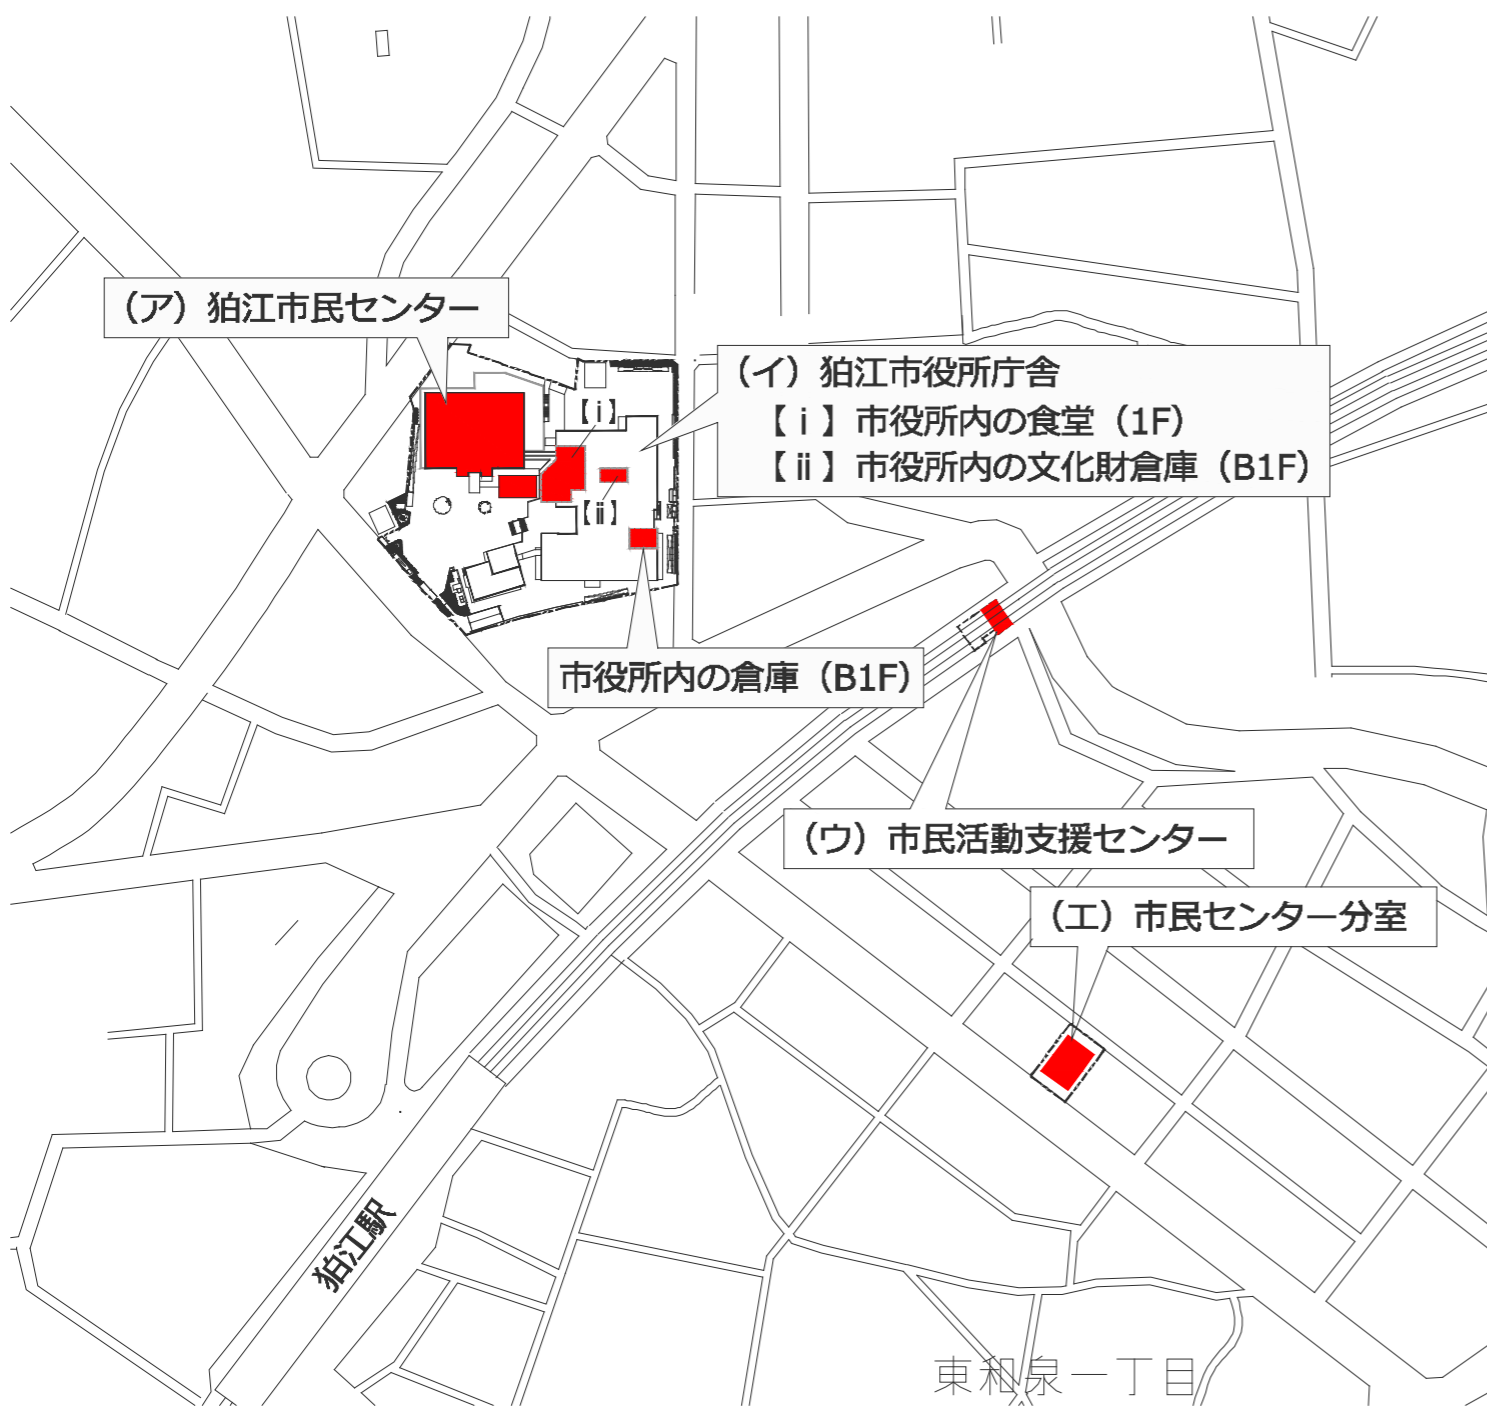 （ア）狛江市民センター
（イ）狛江市役所庁舎
【ⅰ】市役所内の食堂（1F）
【ⅱ】市役所内の文化財倉庫（B1F）
【ⅰ】
【ⅱ】
市役所内の倉庫（B1F）
（ウ）市民活動支援センター
（エ）市民センター分室
狛江駅
東和泉一丁目